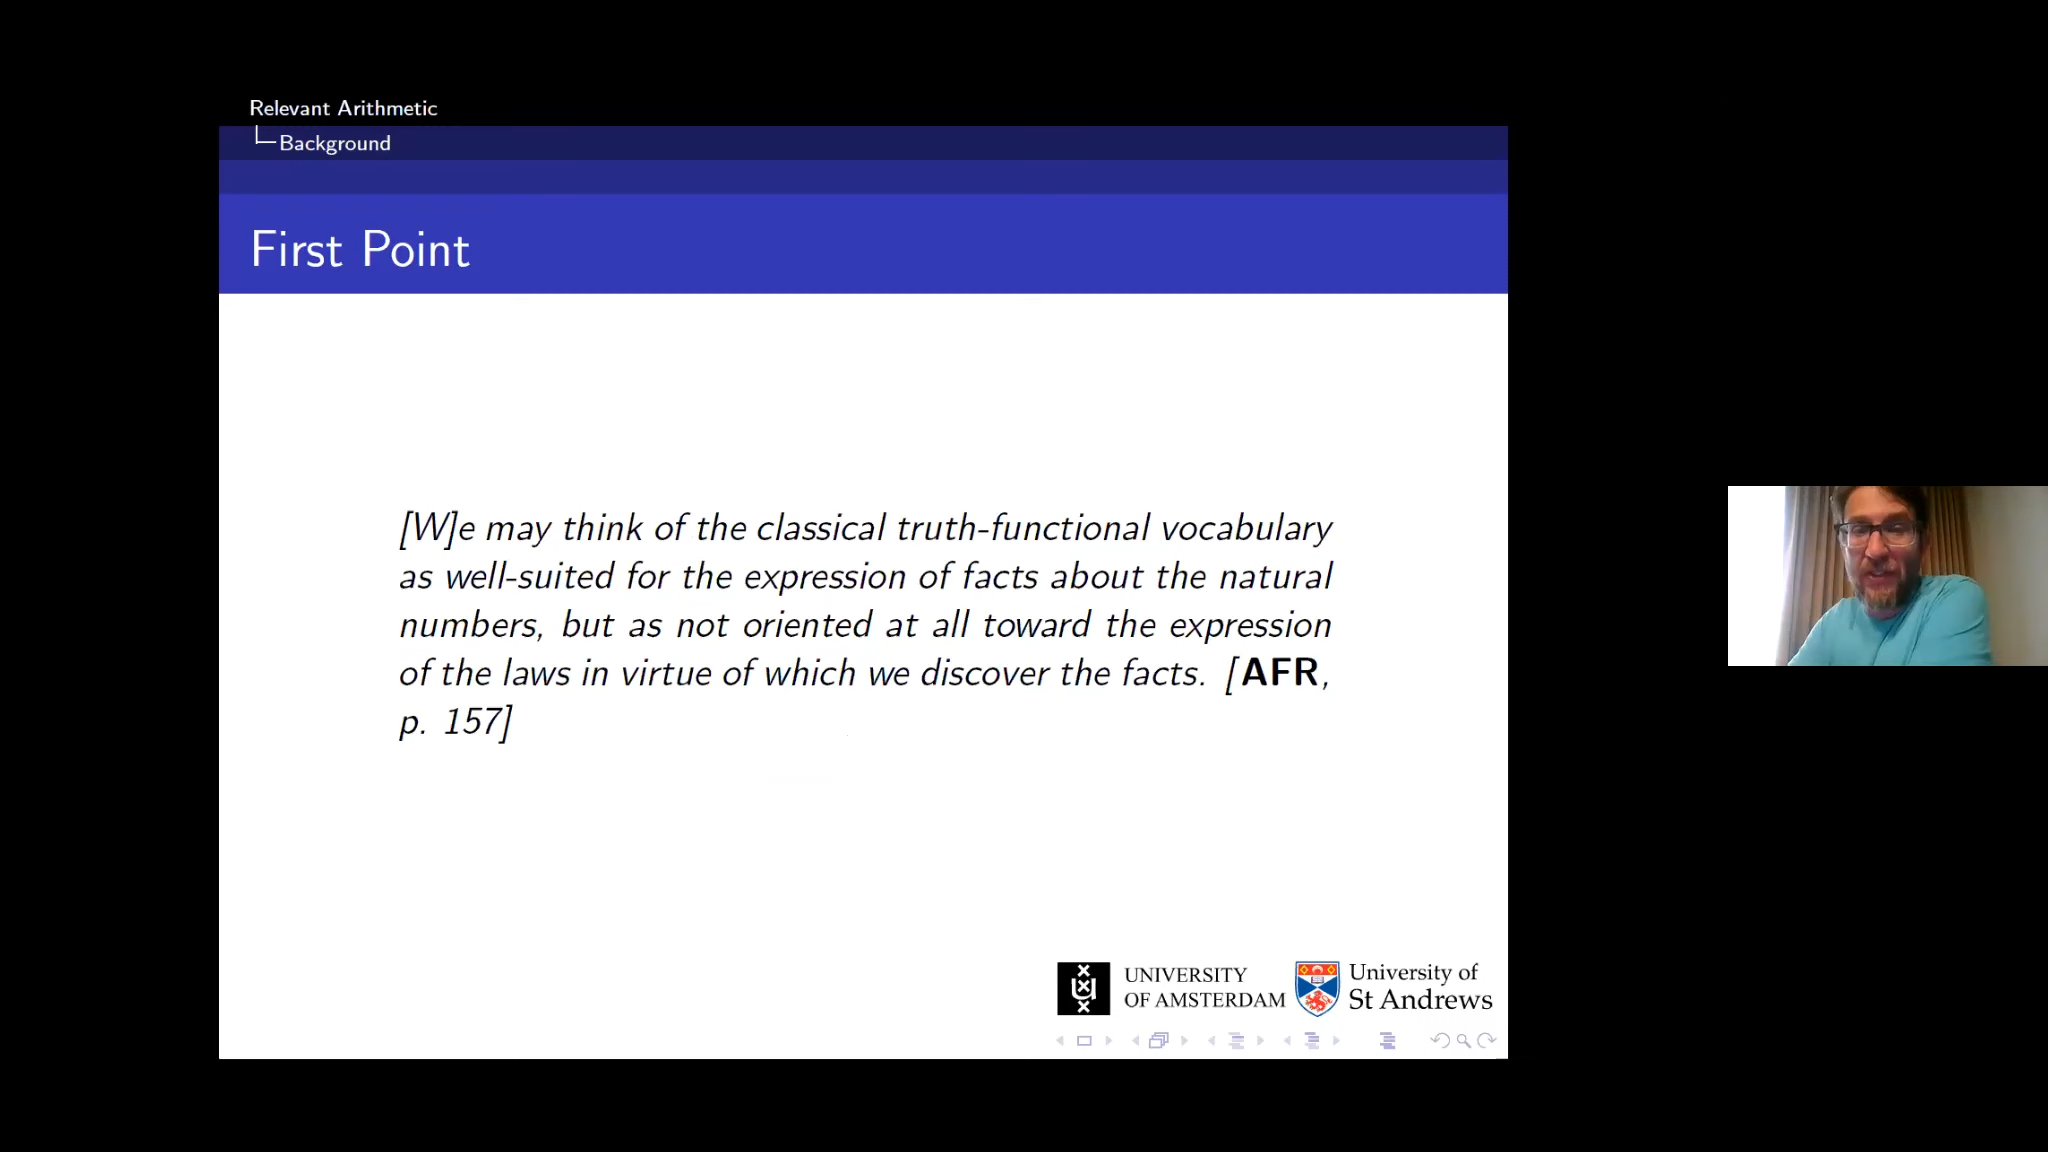 Relevant Arithmetic
Background
First Point
[W]e may think of the classical truth-functional vocabulary
as well-suited for the expression of facts about the natural
numbers, but as not oriented at all toward the expression
of the laws in virtue of which we discover the facts. [AFR,
p. 157]
UNIVERSITY
OF AMSTERDAM
University of
St Andrews